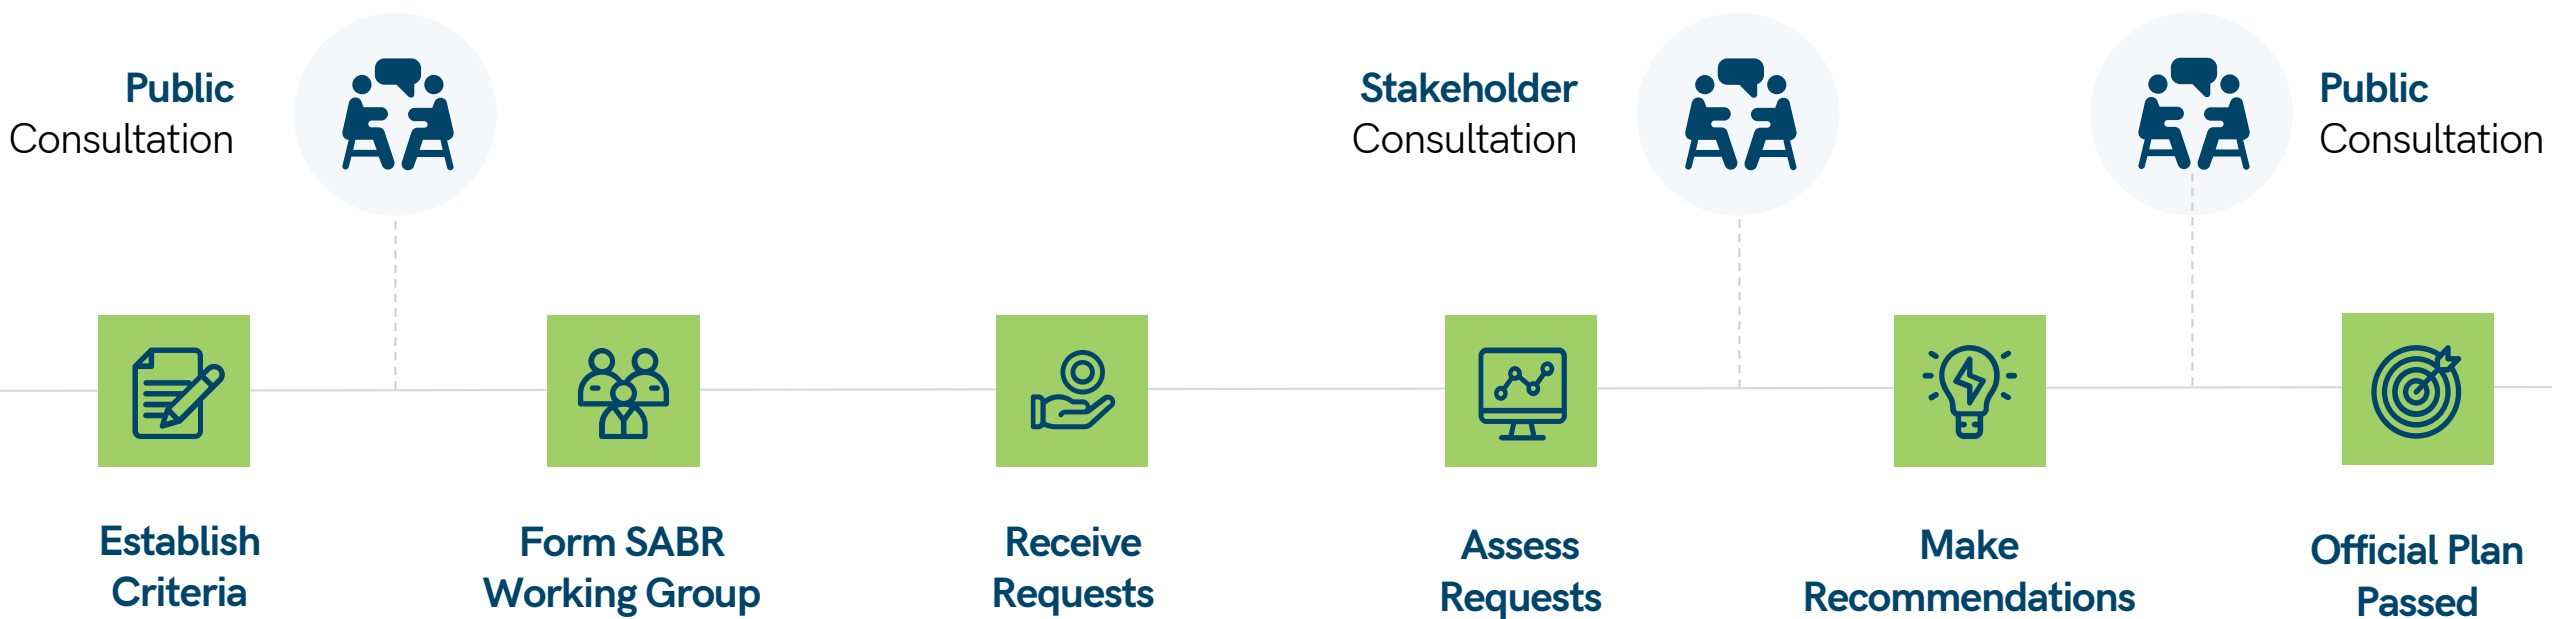 Public
Consultation
Stakeholder
Consultation
Public
Consultation
Establish
Criteria
Form SABR
Working Group
Receive
Requests
Assess
Requests
Make
Recommendations
Official Plan
Passed